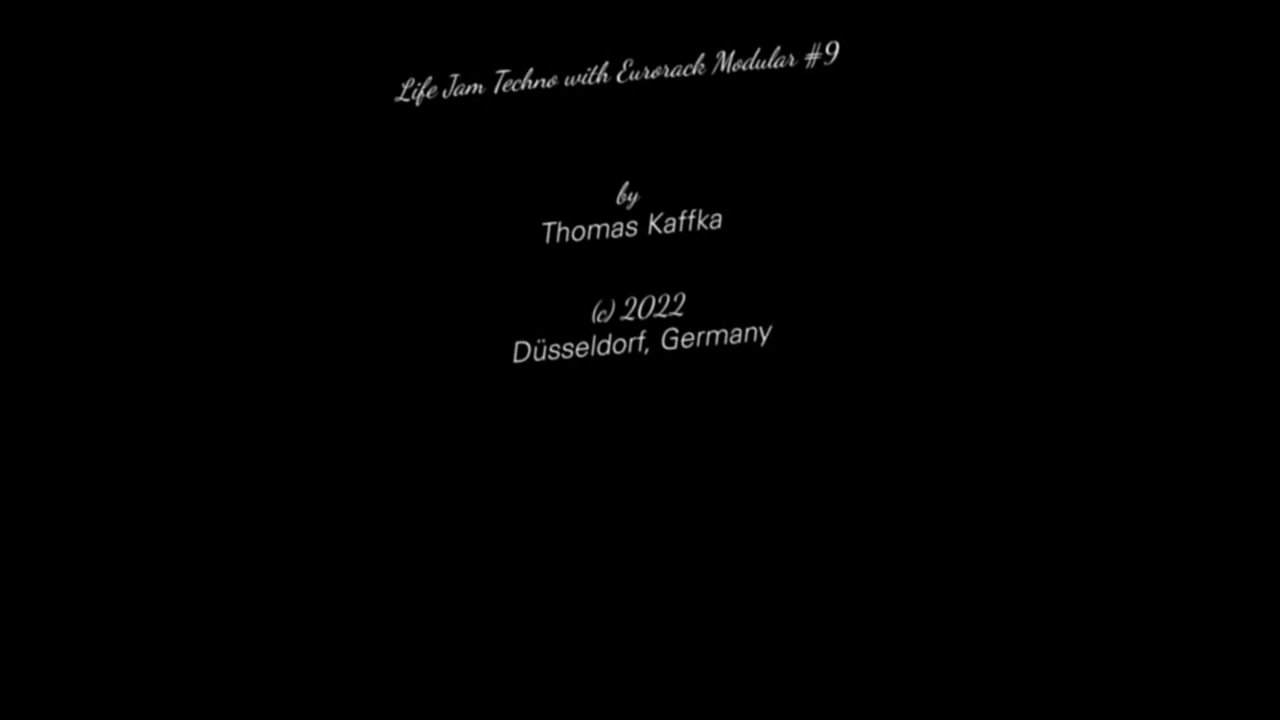 Life Jam Techno with Eurorack Modular #9
by
Thomas Kaffka
(c) 2022
Düsseldorf, Germany